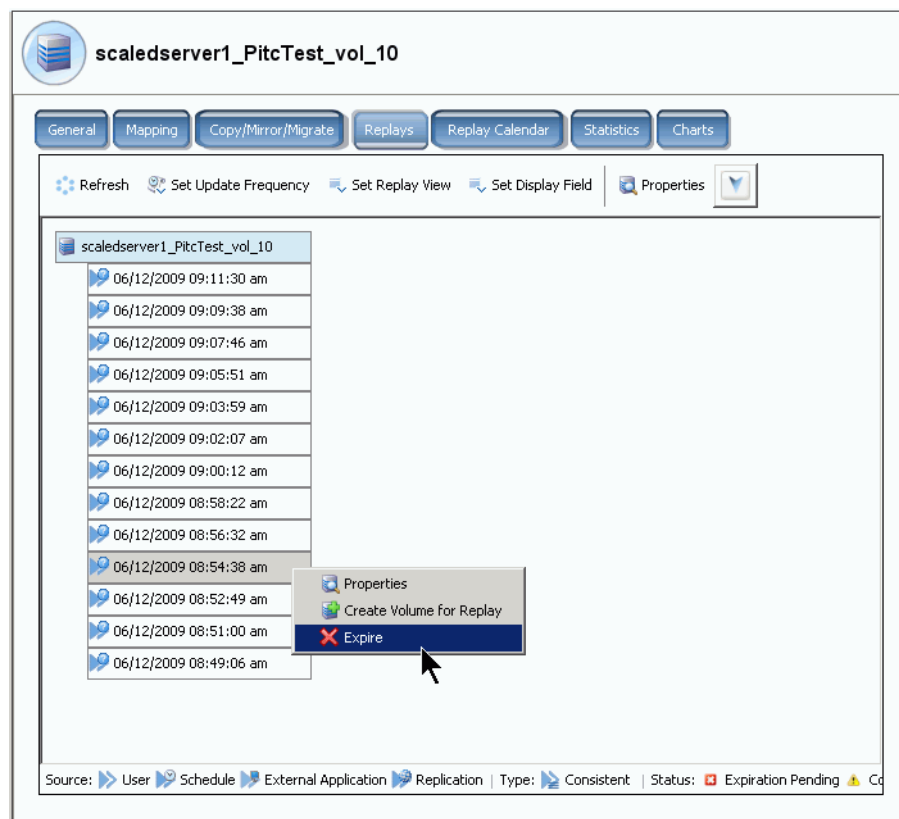 scaledserver1_PitcTest_vol_10
General Mapping Copy/Mirror/Migrate Replays Replay Calendar Statistics Charts
Refresh Set Update Frequency Set Replay View Set Display Field Properties
scaledserver1_PitcTest_vol_10
06/12/2009 09:11:30 am
06/12/2009 09:09:38 am
06/12/2009 09:07:46 am
06/12/2009 09:05:51 am
06/12/2009 09:03:59 am
06/12/2009 09:02:07 am
06/12/2009 09:00:12 am
06/12/2009 08:58:22 am
06/12/2009 08:56:32 am
06/12/2009 08:54:38 am
Properties
06/12/2009 08:52:49 am
Create Volume for Replay
06/12/2009 08:51:00 am
Expire
06/12/2009 08:49:06 am
Source: User Schedule External Application Replication | Type: Consistent | Status: Expiration Pending